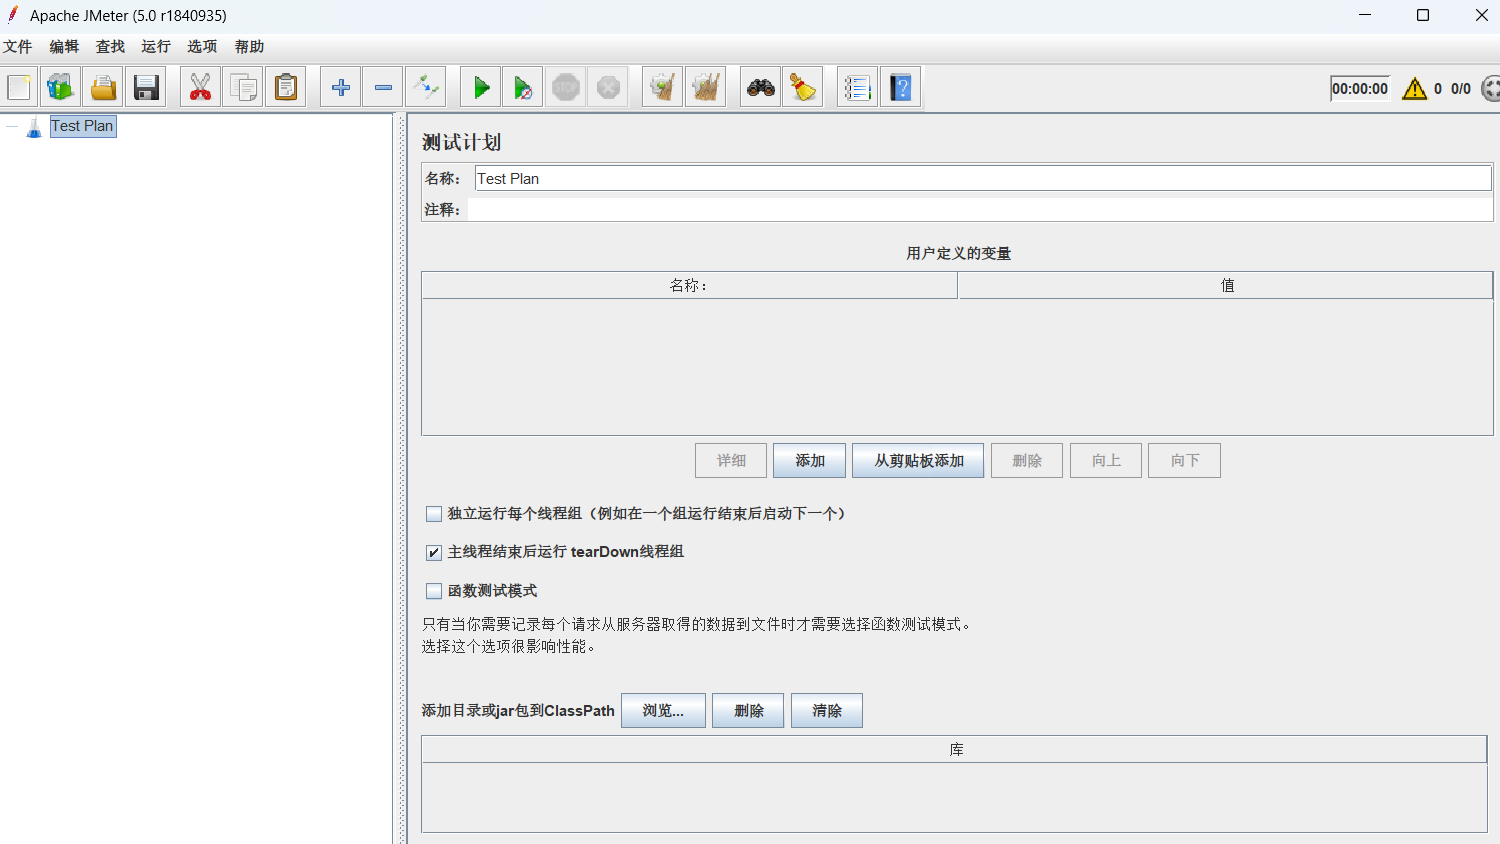 Apache JMeter (5.0 r1840935)
文件 编辑 查找 运行 选项 帮助
STOP
00:00:00 0 0/0
Test Plan
测试计划
名称： Test Plan
注释：
用户定义的变量
名称： 值
详细 添加 从剪贴板添加 删除 向上 向下
独立运行每个线程组（例如在一个组运行结束后启动下一个）
主线程结束后运行 tearDown线程组
函数测试模式
只有当你需要记录每个请求从服务器取得的数据到文件时才需要选择函数测试模式。
选择这个选项很影响性能。
添加目录或jar包到ClassPath 浏览... 删除 清除
库